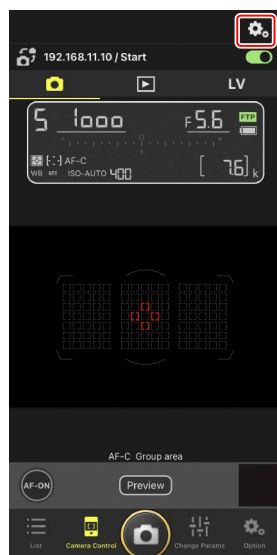 192.168.11.10 / Start
LV
S 1000 F5.6 FTP
AF-C
WB ISO-AUTO 400 [ 7.6] k
AF-C Group area
AF-ON Preview
List Camera Control Change Params Option